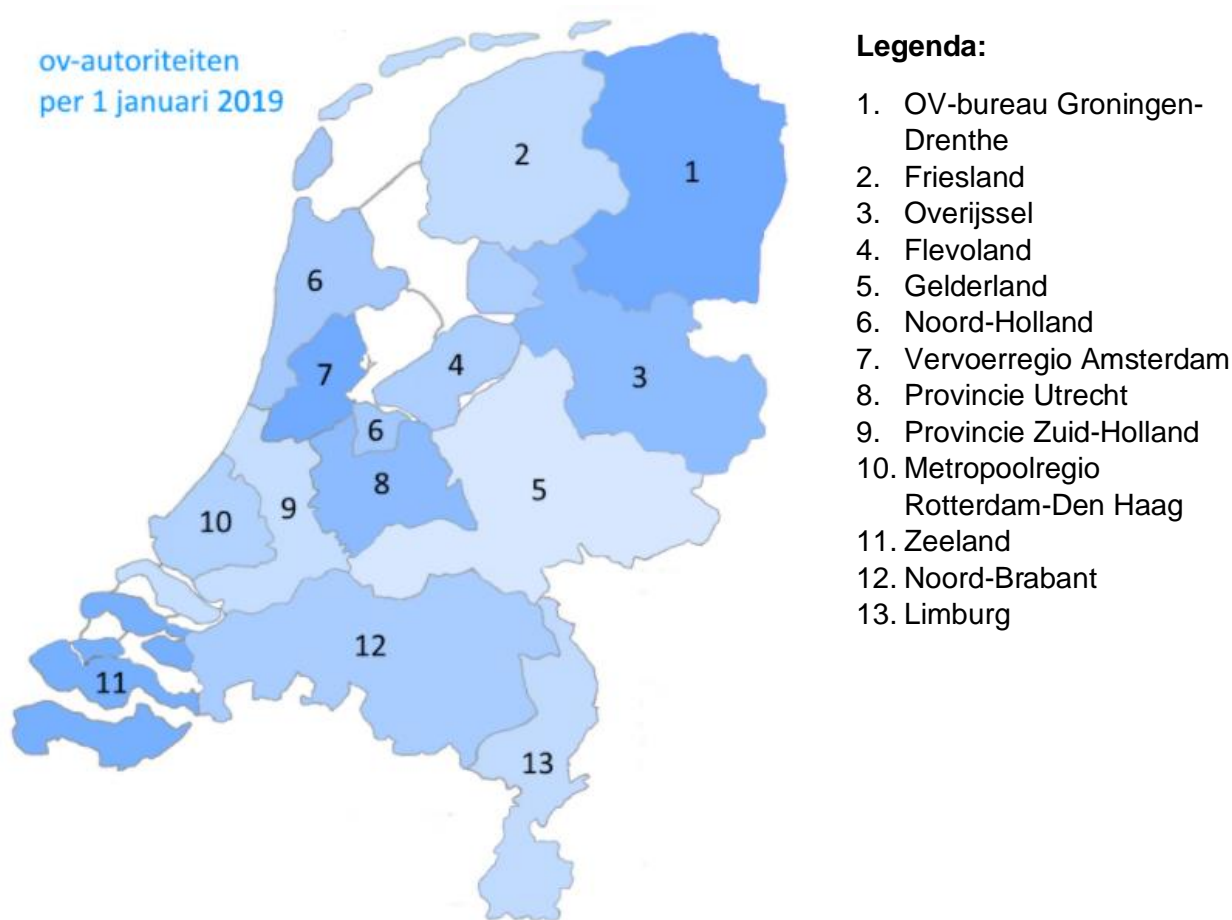 ov-autoriteiten
per 1 januari 2019
2
1
6
7
4
3
6
8
5
9
10
12
11
13
Legenda:
1. OV-bureau Groningen-
Drenthe
2. Friesland
3. Overijssel
4. Flevoland
5. Gelderland
6. Noord-Holland
7. Vervoerregio Amsterdam
8. Provincie Utrecht
9. Provincie Zuid-Holland
10. Metropoolregio
Rotterdam-Den Haag
11. Zeeland
12. Noord-Brabant
13. Limburg